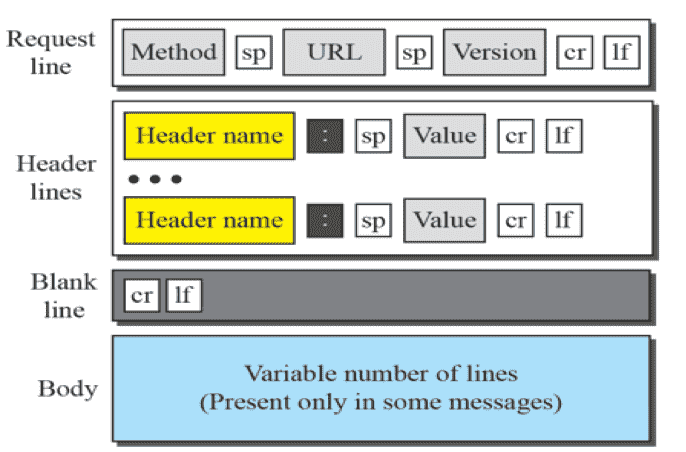 Request line
Method sp URL sp Version cr lf
Header lines
Header name : sp Value cr lf
• • •
Header name : sp Value cr lf
Blank line
cr lf
Body
Variable number of lines
(Present only in some messages)